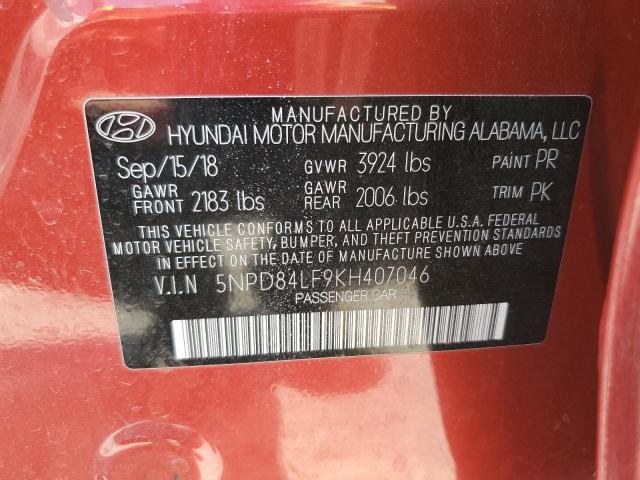 MANUFACTURED BY
HYUNDAI MOTOR MANUFACTURING ALABAMA, LLC
Sep/15/18 GVWR 3924 lbs PAINT PR
GAWR FRONT 2183 lbs GAWR REAR 2006 lbs TRIM PK
THIS VEHICLE CONFORMS TO ALL APPLICABLE U.S.A. FEDERAL
MOTOR VEHICLE SAFETY, BUMPER, AND THEFT PREVENTION STANDARDS
IN EFFECT ON THE DATE OF MANUFACTURE SHOWN ABOVE.
V.I.N 5NPD84LF9KH407046
PASSENGER CAR